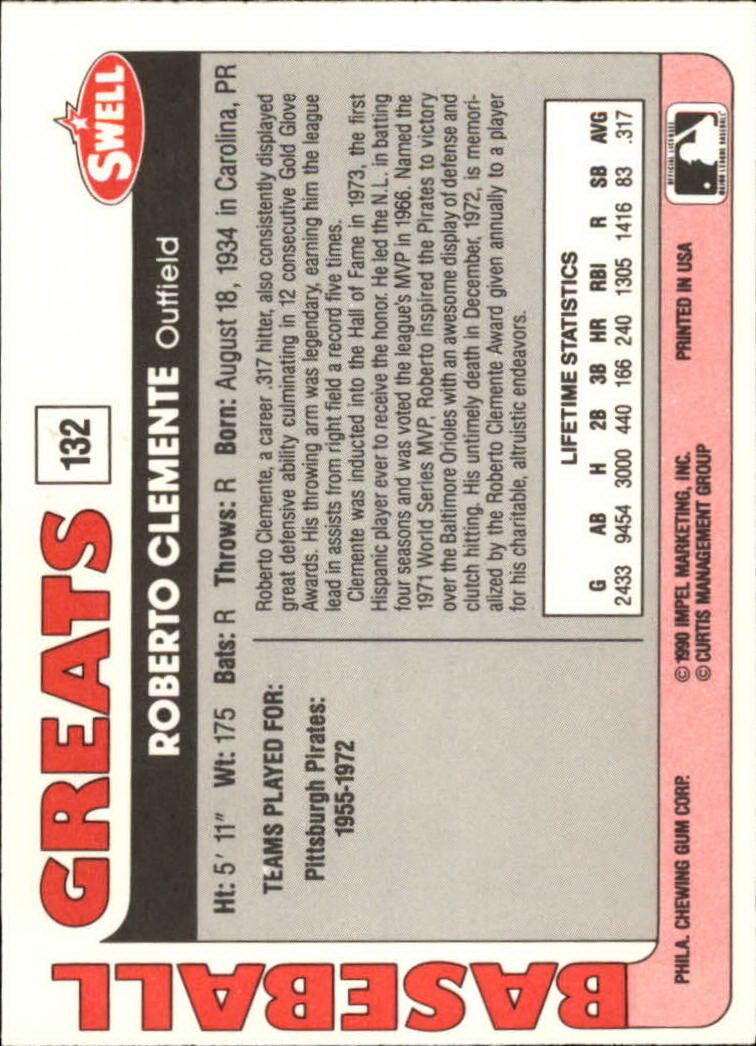 BASEBALL
GREATS
132
SWELL
ROBERTO CLEMENTE Outfield
Ht: 5' 11" Wt: 175 Bats: R Throws: R Born: August 18, 1934 in Carolina, PR
TEAMS PLAYED FOR:
Pittsburgh Pirates:
1955-1972
Roberto Clemente, a career .317 hitter, also consistently displayed
great defensive ability culminating in 12 consecutive Gold Glove
Awards. His throwing arm was legendary, earning him the league
lead in assists from right field a record five times.
Clemente was inducted into the Hall of Fame in 1973, the first
Hispanic player ever to receive the honor. He led the N.L. in batting
four seasons and was voted the league's MVP in 1966. Named the
1971 World Series MVP, Roberto inspired the Pirates to victory
over the Baltimore Orioles with an awesome display of defense and
clutch hitting. His untimely death in December, 1972, is memori-
alized by the Roberto Clemente Award given annually to a player
for his charitable, altruistic endeavors.
LIFETIME STATISTICS
G AB H 2B 3B HR RBI R SB AVG
2433 9454 3000 440 166 240 1305 1416 83 .317
PHILA. CHEWING GUM CORP.
© 1990 IMPEL MARKETING, INC.
© CURTIS MANAGEMENT GROUP
PRINTED IN USA
OFFICIAL LICENSEE
MAJOR LEAGUE BASEBALL